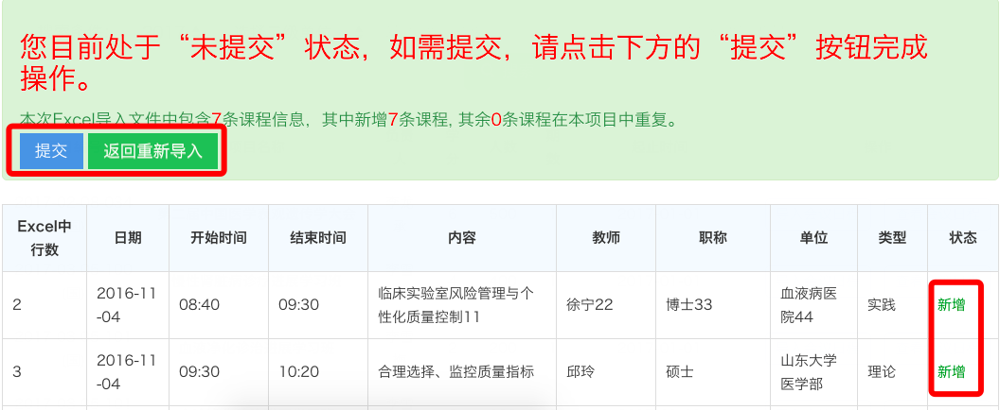 您目前处于“未提交”状态，如需提交，请点击下方的“提交”按钮完成
操作。
本次Excel导入文件中包含7条课程信息，其中新增7条课程, 其余0条课程在本项目中重复。
提交 返回重新导入
Excel中
行数 日期 开始时间 结束时间 内容 教师 职称 单位 类型 状态
2 2016-11
-04 08:40 09:30 临床实验室风险管理与个
性化质量控制11 徐宁22 博士33 血液病医
院44 实践 新增
3 2016-11
-04 09:30 10:20 合理选择、监控质量指标 邱玲 硕士 山东大学
医学部 理论 新增